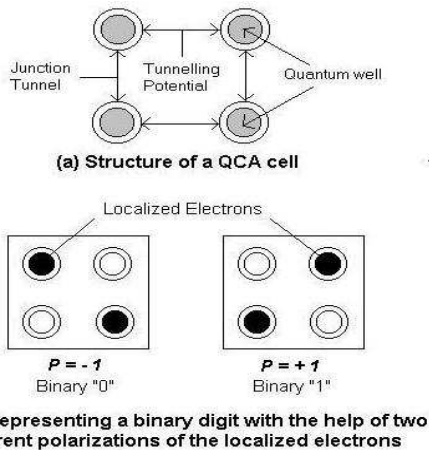 Junction
Tunnel
Tunnelling
Potential
Quantum well
(a) Structure of a QCA cell
Localized Electrons
P = - 1
Binary "0"
P = + 1
Binary "1"
epresenting a binary digit with the help of two
rent polarizations of the localized electrons